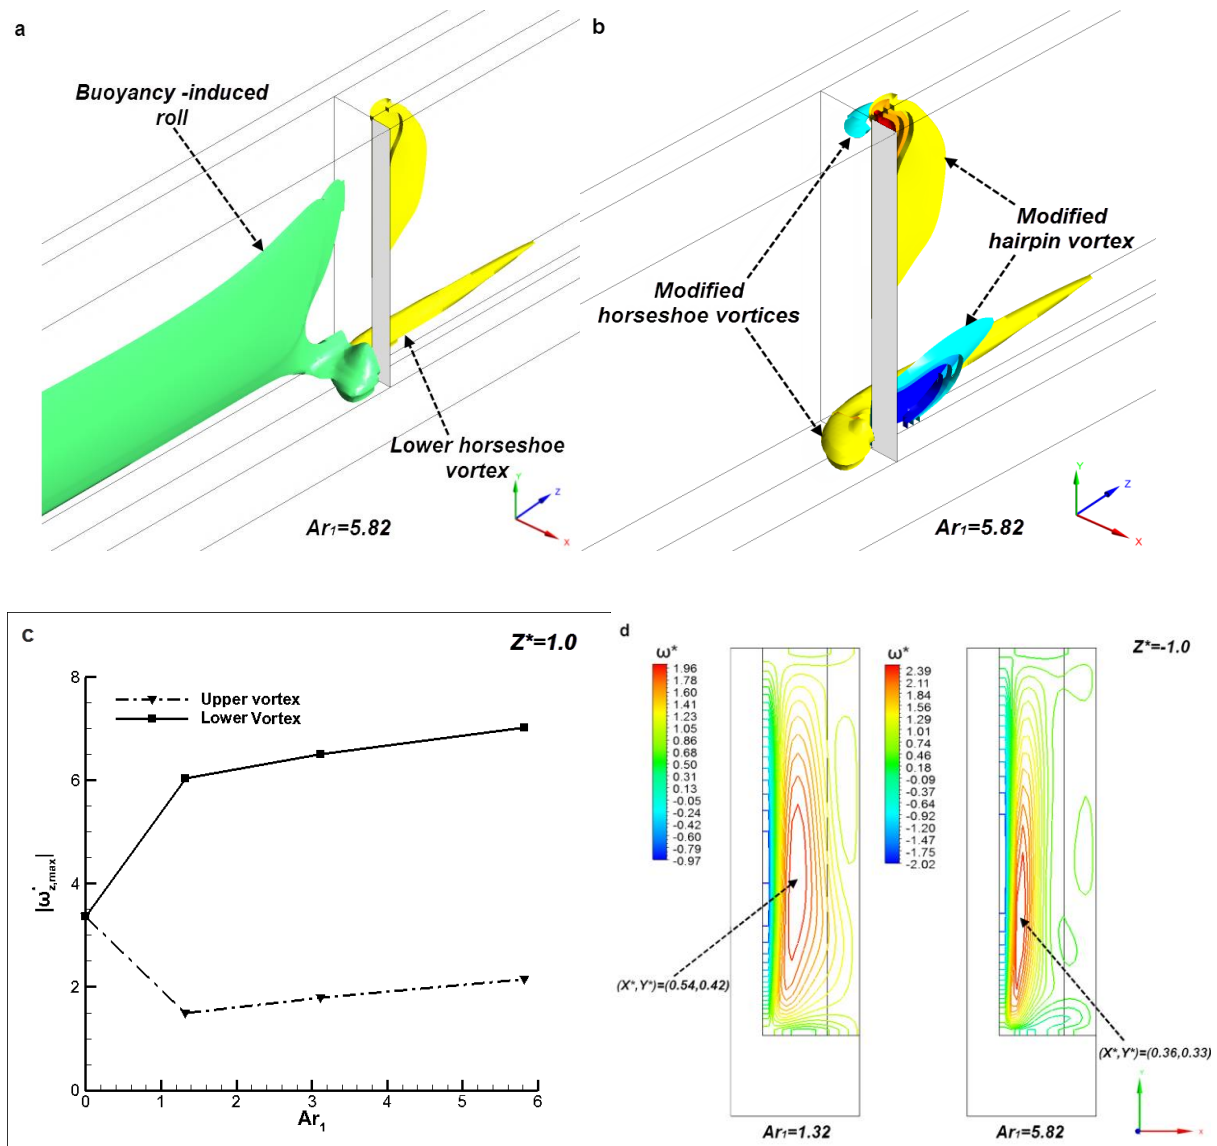 a
Buoyancy -induced
roll
Lower horseshoe
vortex
Ar₁=5.82
Y
Z
X
b
Modified
hairpin vortex
Modified
horseshoe vortices
Ar₁=5.82
Y
Z
X
c
Z*=1.0
Upper vortex
Lower Vortex
|ω*z,max|
8
6
4
2
0
0 1 2 3 4 5 6
Ar₁
d
Z*=-1.0
ω*
1.96
1.78
1.60
1.41
1.23
1.05
0.86
0.68
0.50
0.31
0.13
-0.05
-0.24
-0.42
-0.60
-0.79
-0.97
(X*,Y*)=(0.54,0.42)
Ar₁=1.32
ω*
2.39
2.11
1.84
1.56
1.29
1.01
0.74
0.46
0.18
-0.09
-0.37
-0.64
-0.92
-1.20
-1.47
-1.75
-2.02
(X*,Y*)=(0.36,0.33)
Ar₁=5.82
Y
X